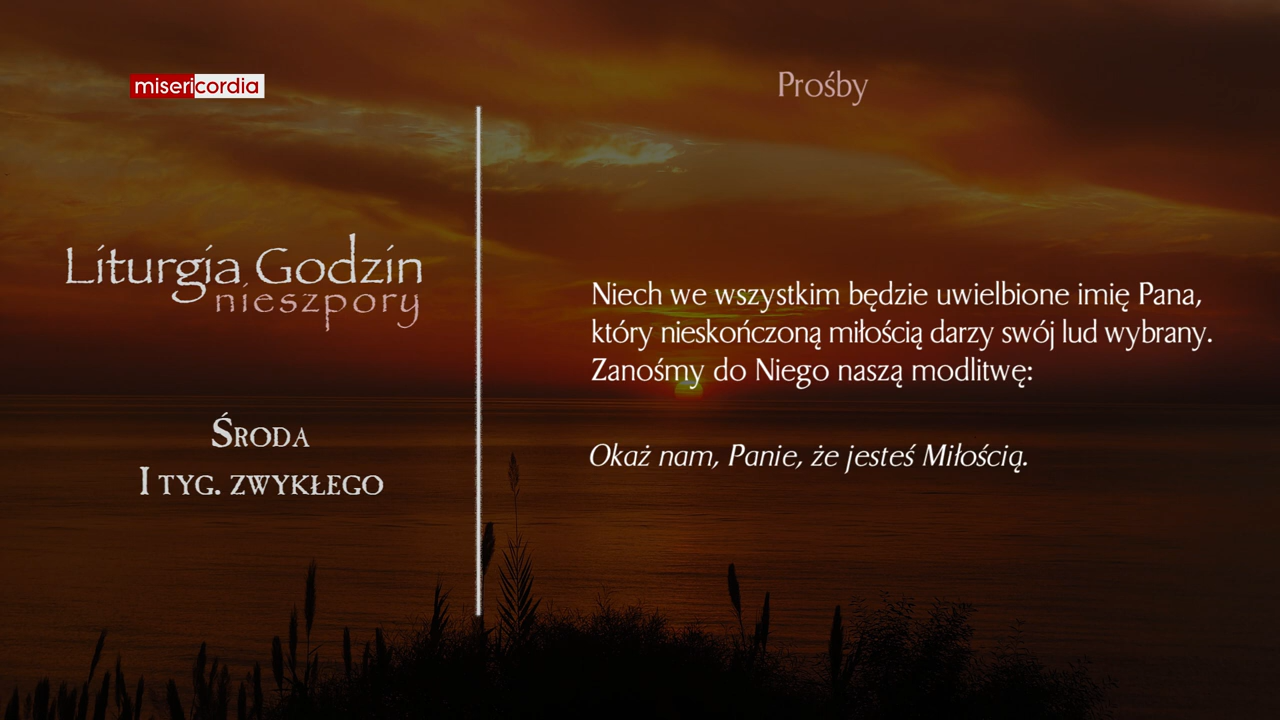 misericordia
Liturgia Godzin
nieszpory
Środa
I tyg. zwykłego
Prośby
Niech we wszystkim będzie uwielbione imię Pana,
który nieskończoną miłością darzy swój lud wybrany.
Zanośmy do Niego naszą modlitwę:
Okaż nam, Panie, że jesteś Miłością.